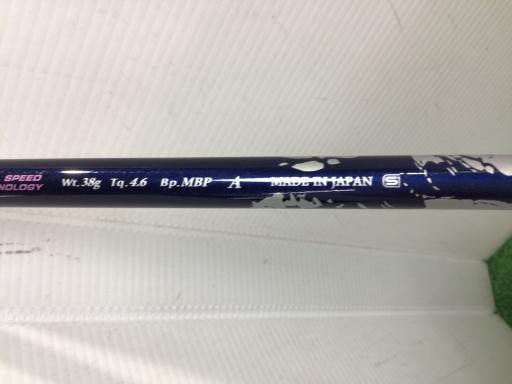 SPEED
NOLOGY
Wt.38g Tq.4.6 Bp.MBP A MADE IN JAPAN S